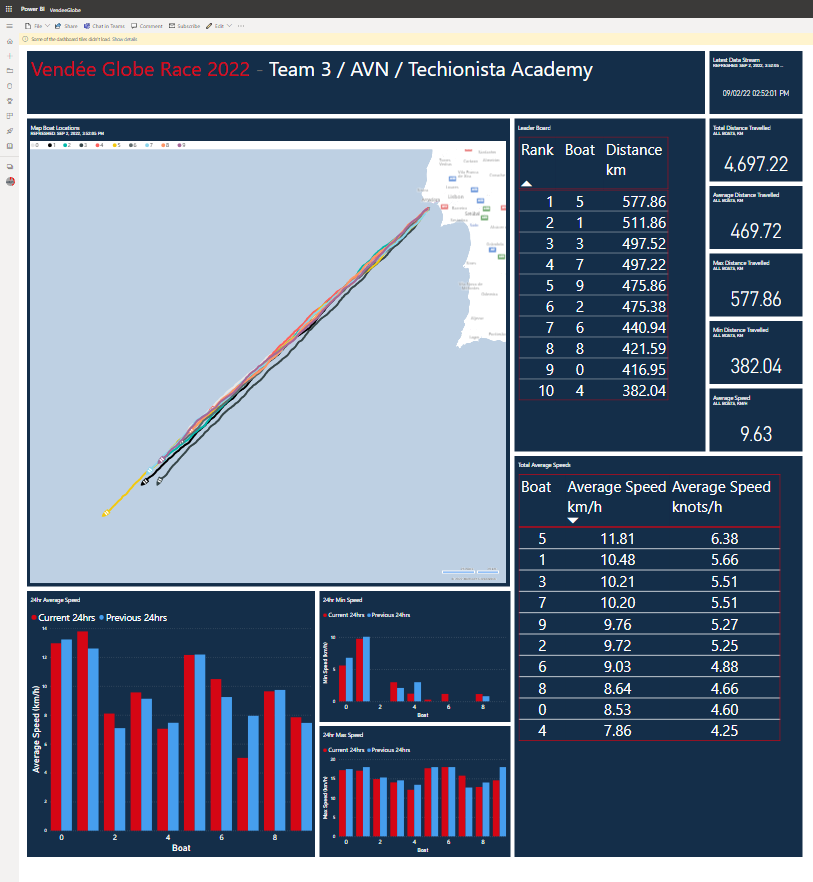 Power BI VendeeGlobe
File Share Chat in Teams Comment Subscribe Edit ...
Some of the dashboard tiles didn't load. Show details
Vendée Globe Race 2022 - Team 3 / AVN / Techionista Academy
Latest Data Stream
09/02/22 02:52:01 PM
Map Boat Locations
REFRESHED: SEP 2, 2022, 3:52:05 PM
0 1 2 3 4 5 6 7 8 9
Leader Board
Rank Boat Distance
km
1 5 577.86
2 1 511.86
3 3 497.52
4 7 497.22
5 9 475.86
6 2 475.38
7 6 440.94
8 8 421.59
9 0 416.95
10 4 382.04
Total Distance Travelled
ALL BOATS, KM
4,697.22
Average Distance Travelled
ALL BOATS, KM
469.72
Max Distance Travelled
ALL BOATS, KM
577.86
Min Distance Travelled
ALL BOATS, KM
382.04
Average Speed
ALL BOATS, KM/H
9.63
Total Average Speeds
Boat Average Speed Average Speed
km/h knots/h
5 11.81 6.38
1 10.48 5.66
3 10.21 5.51
7 10.20 5.51
9 9.76 5.27
2 9.72 5.25
6 9.03 4.88
8 8.64 4.66
0 8.53 4.60
4 7.86 4.25
24hr Average Speed
Current 24hrs Previous 24hrs
Average Speed (km/h)
14
12
10
8
6
4
2
0
0 2 4 6 8
Boat
24hr Min Speed
Current 24hrs Previous 24hrs
Min Speed (km/h)
10
5
0
0 2 4 6 8
Boat
24hr Max Speed
Current 24hrs Previous 24hrs
Max Speed (km/h)
20
15
10
5
0
0 2 4 6 8
Boat